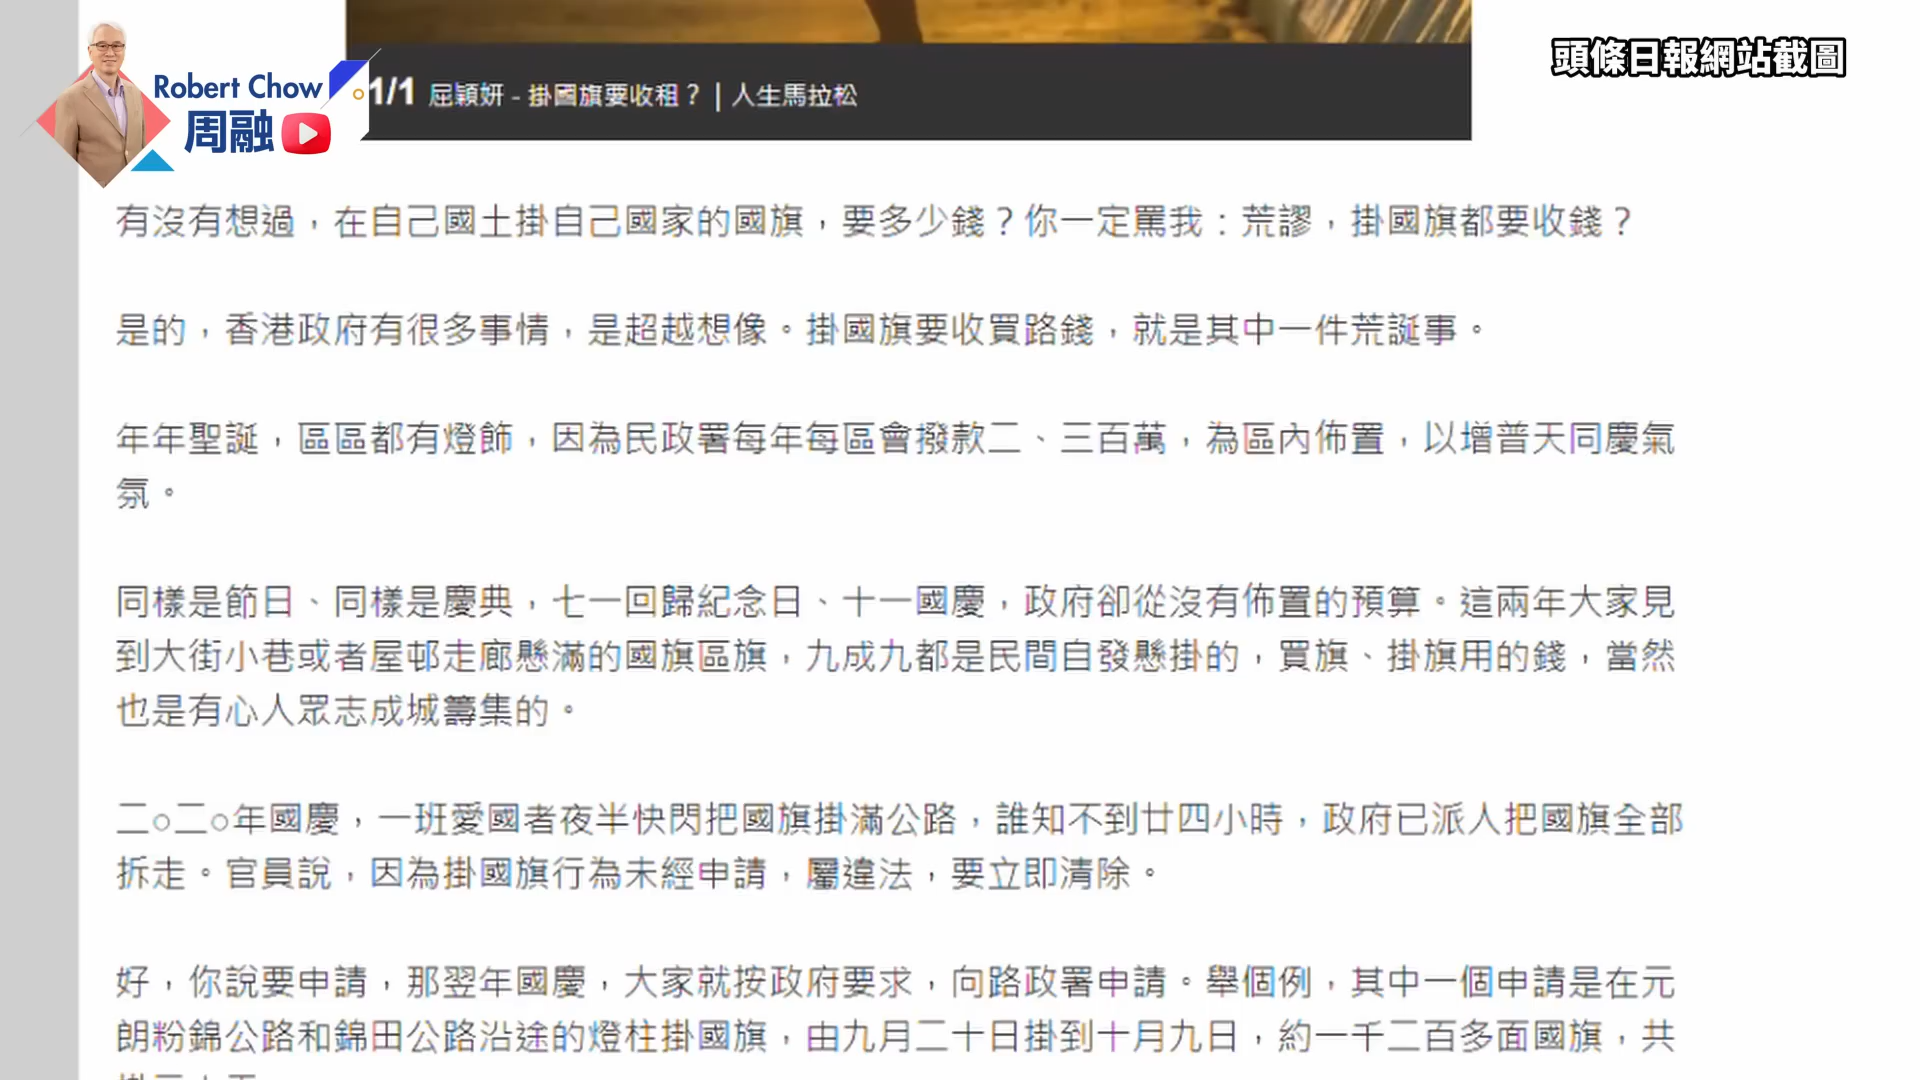 頭條日報網站截圖
Robert Chow
周融
1/1 屈穎妍 - 掛國旗要收租？ | 人生馬拉松
有沒有想過，在自己國土掛自己國家的國旗，要多少錢？你一定罵我：荒謬，掛國旗都要收錢？
是的，香港政府有很多事情，是超越想像。掛國旗要收買路錢，就是其中一件荒誕事。
年年聖誕，區區都有燈飾，因為民政署每年每區會撥款二、三百萬，為區內佈置，以增普天同慶氣
氛。
同樣是節日、同樣是慶典，七一回歸紀念日、十一國慶，政府卻從沒有佈置的預算。這兩年大家見
到大街小巷或者屋邨走廊懸滿的國旗區旗，九成九都是民間自發懸掛的，買旗、掛旗用的錢，當然
也是有心人眾志成城籌集的。
二○二○年國慶，一班愛國者夜半快閃把國旗掛滿公路，誰知不到廿四小時，政府已派人把國旗全部
拆走。官員說，因為掛國旗行為未經申請，屬違法，要立即清除。
好，你說要申請，那翌年國慶，大家就按政府要求，向路政署申請。舉個例，其中一個申請是在元
朗粉錦公路和錦田公路沿途的燈柱掛國旗，由九月二十日掛到十月九日，約一千二百多面國旗，共